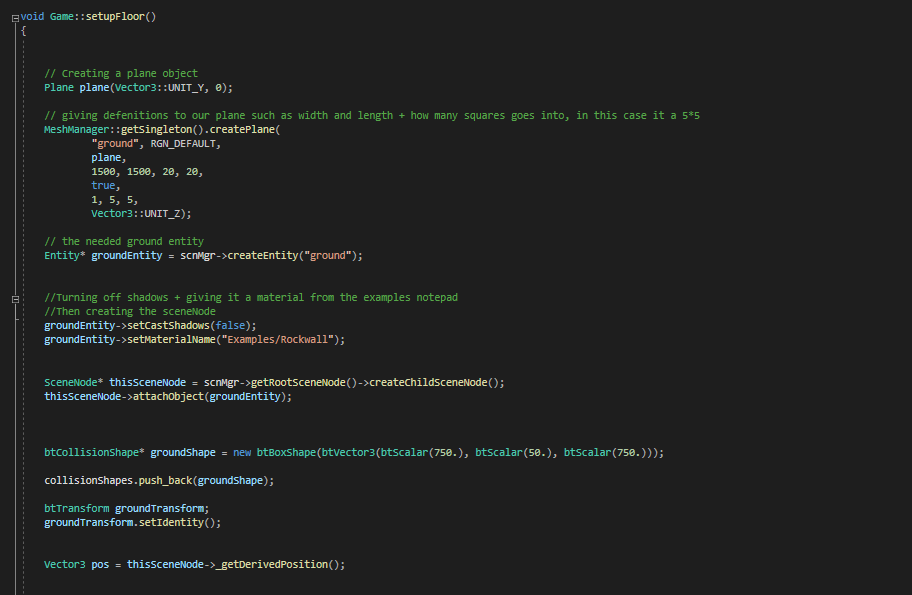 void Game::setupFloor()
{
// Creating a plane object
Plane plane(Vector3::UNIT_Y, 0);
// giving defenitions to our plane such as width and length + how many squares goes into, in this case it a 5*5
MeshManager::getSingleton().createPlane(
"ground", RGN_DEFAULT,
plane,
1500, 1500, 20, 20,
true,
1, 5, 5,
Vector3::UNIT_Z);
// the needed ground entity
Entity* groundEntity = scnMgr->createEntity("ground");
//Turning off shadows + giving it a material from the examples notepad
//Then creating the sceneNode
groundEntity->setCastShadows(false);
groundEntity->setMaterialName("Examples/Rockwall");
SceneNode* thisSceneNode = scnMgr->getRootSceneNode()->createChildSceneNode();
thisSceneNode->attachObject(groundEntity);
btCollisionShape* groundShape = new btBoxShape(btVector3(btScalar(750.), btScalar(50.), btScalar(750.)));
collisionShapes.push_back(groundShape);
btTransform groundTransform;
groundTransform.setIdentity();
Vector3 pos = thisSceneNode->_getDerivedPosition();